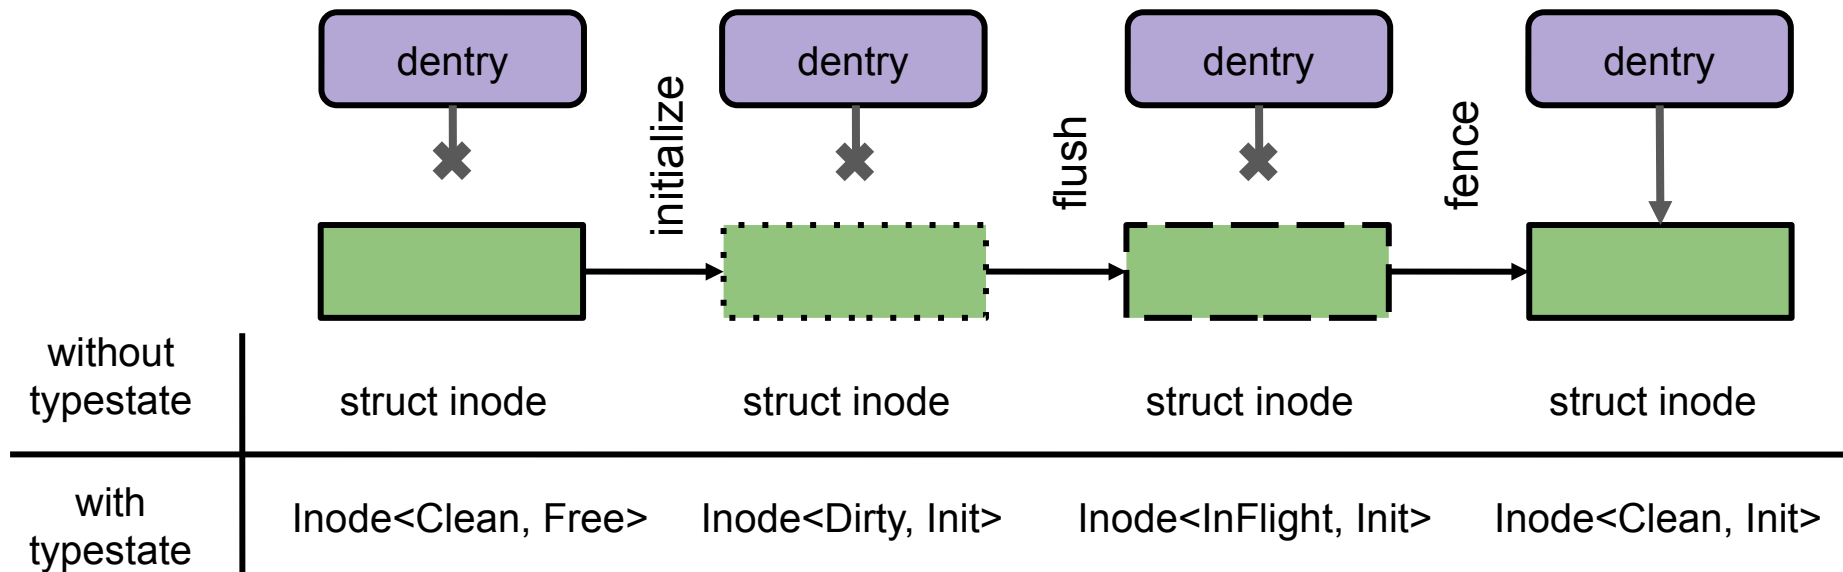 dentry
dentry
dentry
dentry
initialize
flush
fence
without
typestate
struct inode
struct inode
struct inode
struct inode
with
typestate
Inode<Clean, Free>
Inode<Dirty, Init>
Inode<InFlight, Init>
Inode<Clean, Init>